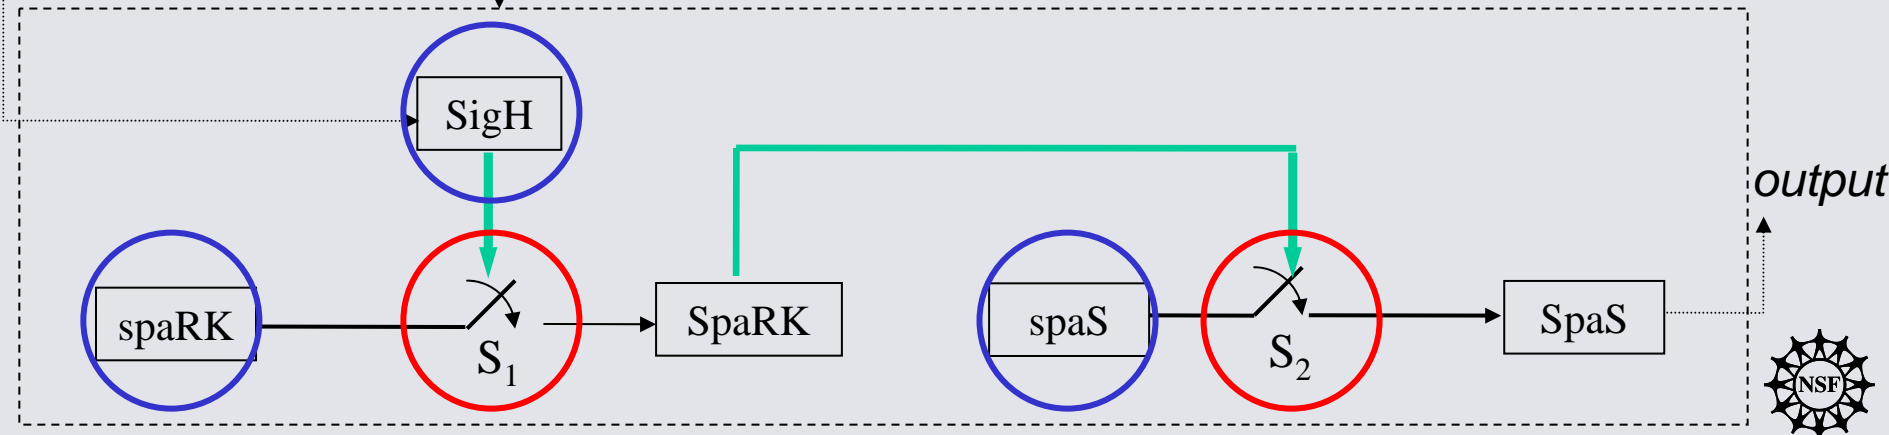 SigH
output
spaRK
S₁
SpaRK
spaS
S₂
SpaS
NSF